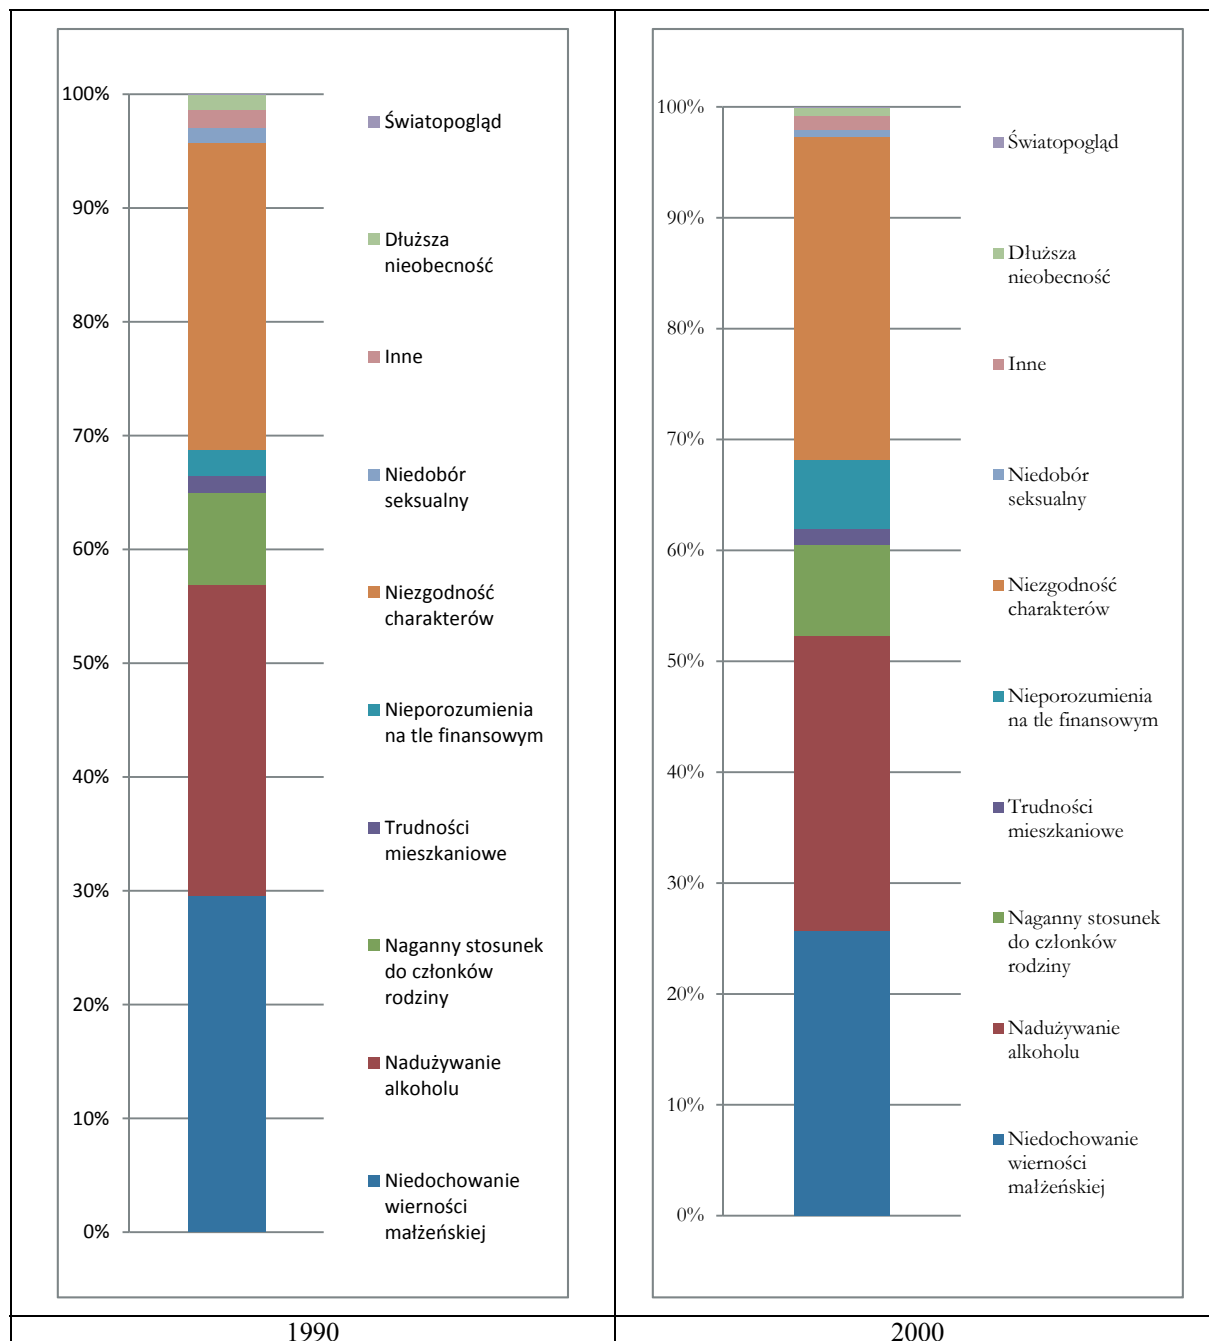 100%
90%
80%
70%
60%
50%
40%
30%
20%
10%
0%
Światopogląd
Dłuższa
nieobecność
Inne
Niedobór
seksualny
Niezgodność
charakterów
Nieporozumienia
na tle finansowym
Trudności
mieszkaniowe
Naganny stosunek
do członków
rodziny
Nadużywanie
alkoholu
Niedochowanie
wierności
małżeńskiej
1990
100%
90%
80%
70%
60%
50%
40%
30%
20%
10%
0%
Światopogląd
Dłuższa
nieobecność
Inne
Niedobór
seksualny
Niezgodność
charakterów
Nieporozumienia
na tle finansowym
Trudności
mieszkaniowe
Naganny stosunek
do członków
rodziny
Nadużywanie
alkoholu
Niedochowanie
wierności
małżeńskiej
2000